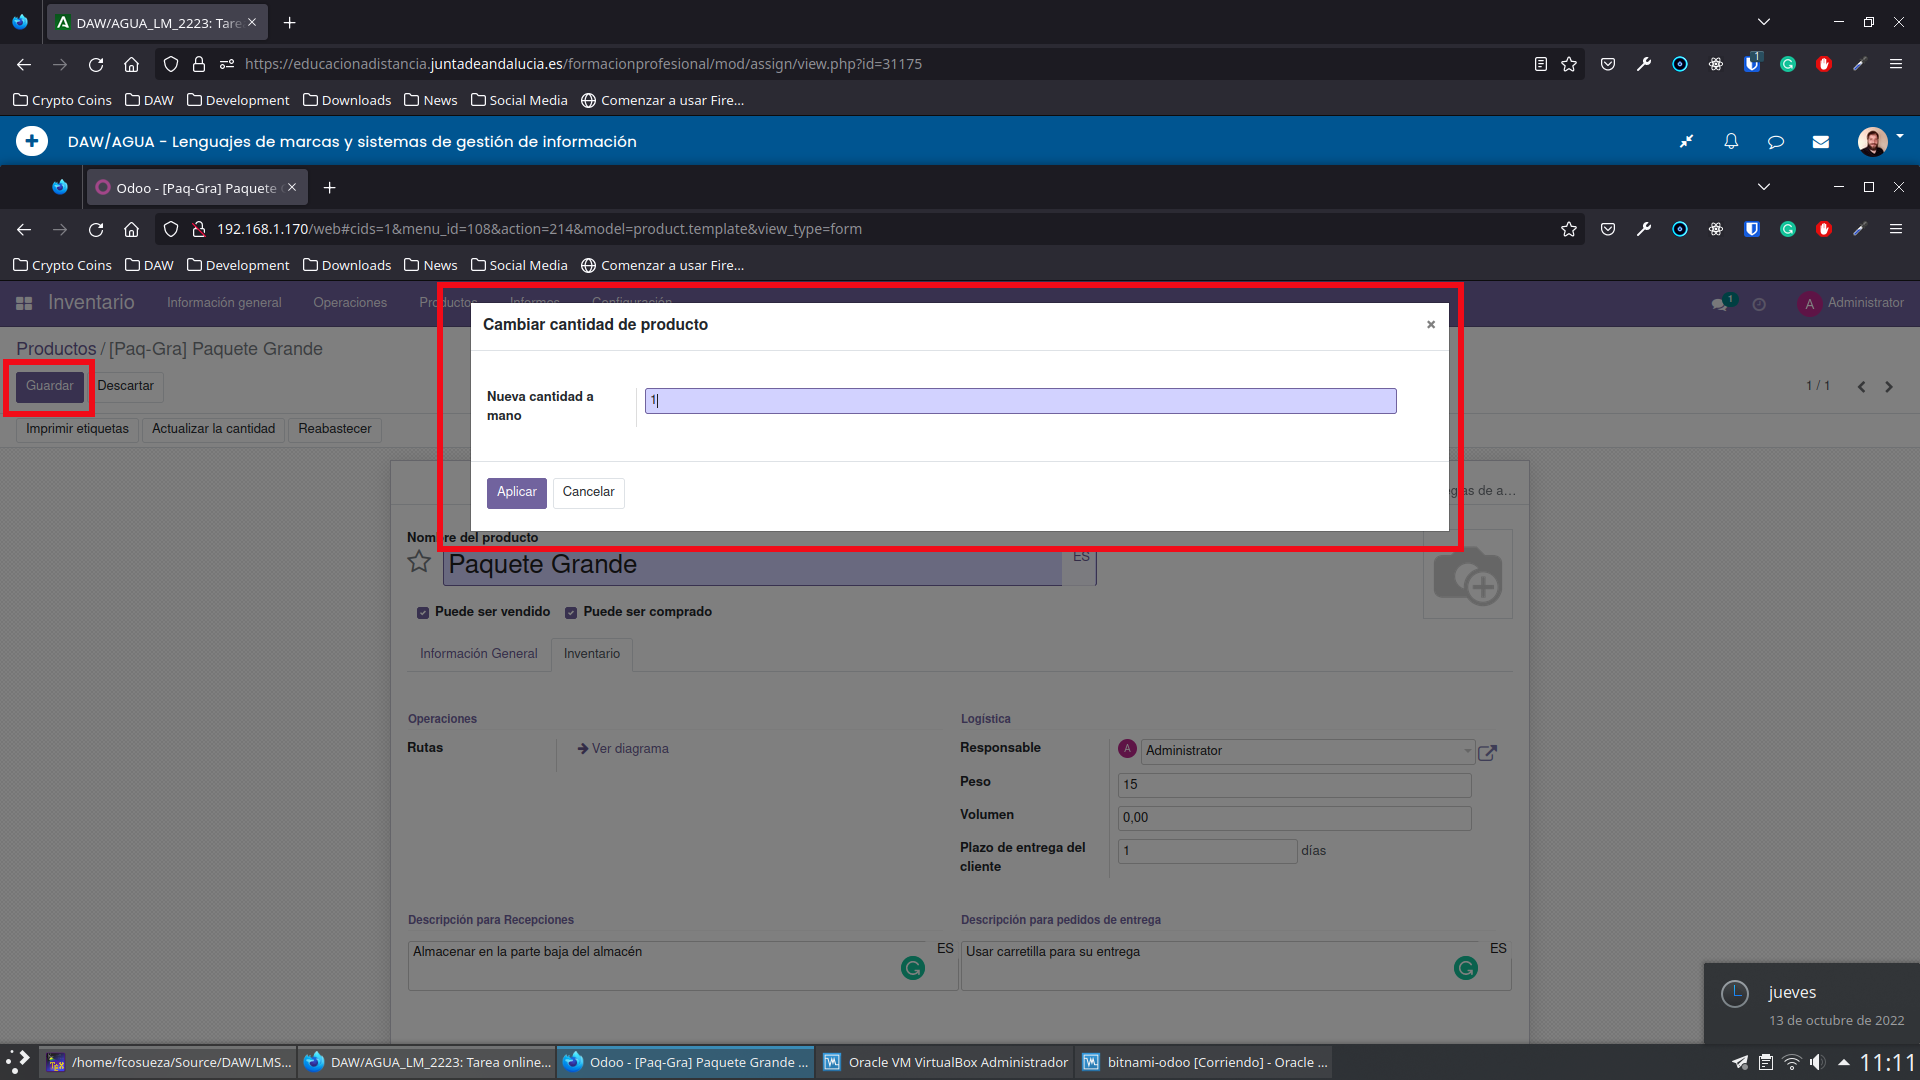 DAW/AGUA_LM_2223: Tare
https://educacionadistancia.juntadeandalucia.es/formacionprofesional/mod/assign/view.php?id=31175
1
Crypto Coins DAW Development Downloads News Social Media Comenzar a usar Fire...
DAW/AGUA - Lenguajes de marcas y sistemas de gestión de información
Odoo - [Paq-Gra] Paquete
192.168.1.170/web#cids=1&menu_id=108&action=214&model=product.template&view_type=form
Crypto Coins DAW Development Downloads News Social Media Comenzar a usar Fire...
Inventario Información general Operaciones Productos Informes Configuración 1 A Administrator
Cambiar cantidad de producto ×
Productos / [Paq-Gra] Paquete Grande
Guardar Descartar 1 / 1
Nueva cantidad a mano 1
Imprimir etiquetas Actualizar la cantidad Reabastecer
Aplicar Cancelar
de a...
Nombre del producto
Paquete Grande ES
Puede ser vendido Puede ser comprado
Información General Inventario
Operaciones Logística
Rutas Ver diagrama Responsable A Administrator
Peso 15
Volumen 0,00
Plazo de entrega del cliente 1 días
Descripción para Recepciones Descripción para pedidos de entrega
Almacenar en la parte baja del almacén ES Usar carretilla para su entrega ES
jueves
13 de octubre de 2022
/home/fcosueza/Source/DAW/LMS... DAW/AGUA_LM_2223: Tarea online... Odoo - [Paq-Gra] Paquete Grande ... Oracle VM VirtualBox Administrador bitnami-odoo [Corriendo] - Oracle ... 11:11